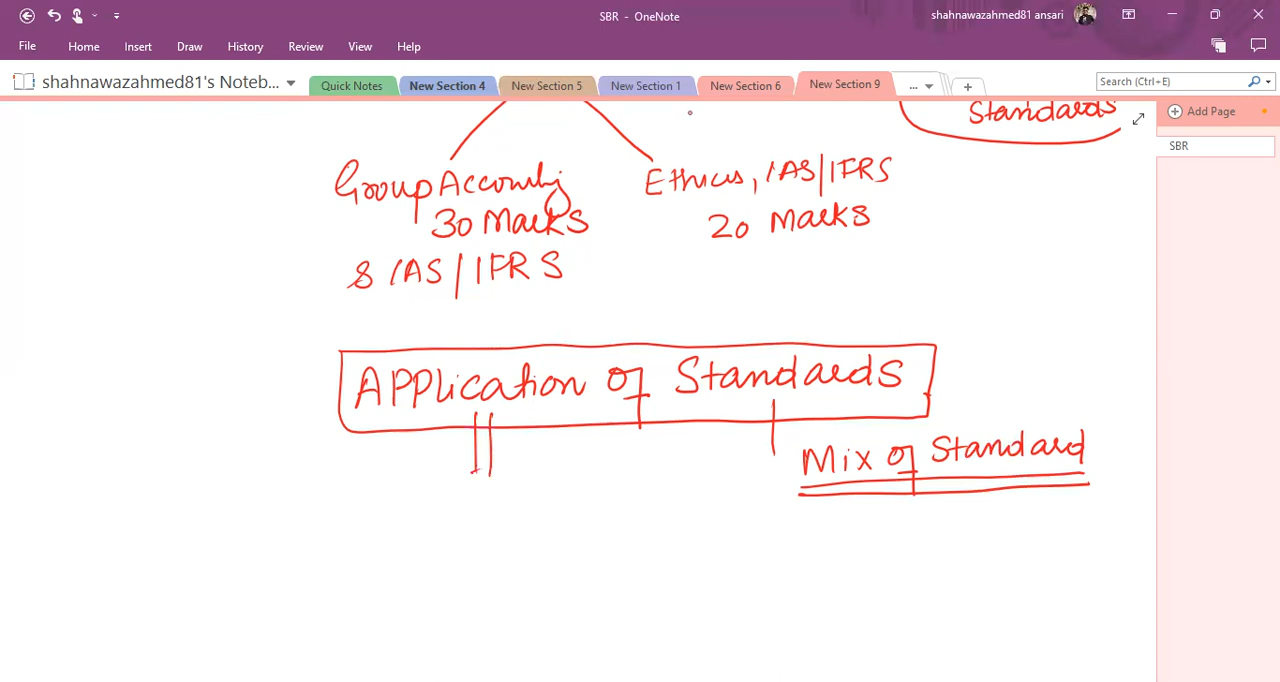 SBR - OneNote
shahnawazahmed81 ansari
File Home Insert Draw History Review View Help
shahnawazahmed81's Noteb...
Quick Notes New Section 4 New Section 5 New Section 1 New Section 6 New Section 9 ...
Search (Ctrl+E)
Add Page
SBR
Standards
Group Accounting
30 Marks
8 IAS/IFRS
Ethics, IAS/IFRS
20 Marks
Application of Standards
Mix of Standard